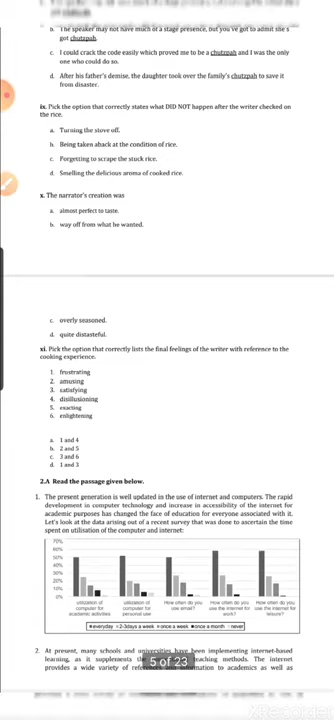 b. The speaker may not have much of a stage presence, but you've got to admit she's
got chutzpah.
c. I could crack the code easily which proved me to be a chutzpah and I was the only
one who could do so.
d. After his father's demise, the daughter took over the family's chutzpah to save it
from disaster.
ix. Pick the option that correctly states what DID NOT happen after the writer checked on
the rice.
a. Turning the stove off.
b. Being taken aback at the condition of rice.
c. Forgetting to scrape the stuck rice.
d. Smelling the delicious aroma of cooked rice.
x. The narrator's creation was
a. almost perfect to taste.
b. way off from what he wanted.
c. overly seasoned.
d. quite distasteful.
xi. Pick the option that correctly lists the final feelings of the writer with reference to the
cooking experience.
1. frustrating
2. amusing
3. satisfying
4. disillusioning
5. exacting
6. enlightening
a. 1 and 4
b. 2 and 5
c. 3 and 6
d. 1 and 3
2.A Read the passage given below.
1. The present generation is well updated in the use of internet and computers. The rapid
development in computer technology and increase in accessibility of the internet for
academic purposes has changed the face of education for everyone associated with it.
Let's look at the data arising out of a recent survey that was done to ascertain the time
spent on utilisation of the computer and internet:
70%
60%
50%
40%
30%
20%
10%
0%
utilization of computer for academic activities
utilization of computer for personal use
How often do you use email?
How often do you use the internet for work?
How often do you use the internet for leisure?
everyday 2-3days a week once a week once a month never
2. At present, many schools and universities have been implementing internet-based
learning, as it supplements the teaching methods. The internet
5 of 23
provides a wide variety of references and information to academics as well as